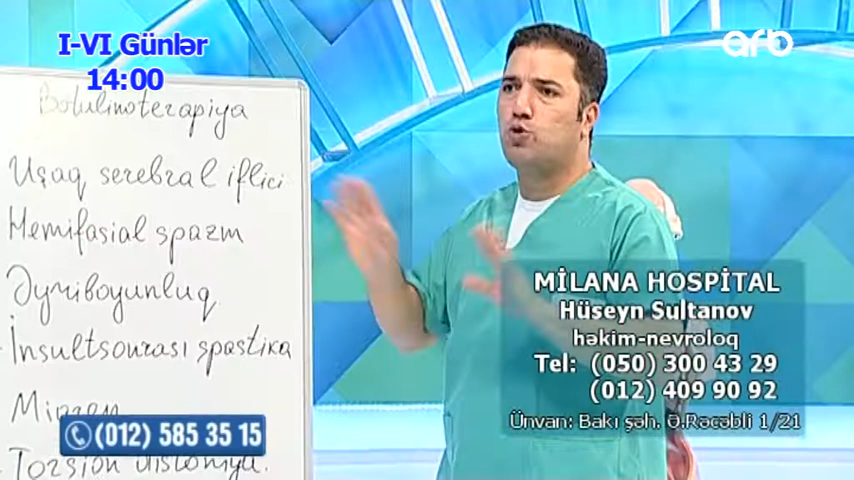 I-VI Günlər
14:00
arb
Botulinoterapiya
Uşaq serebral iflici
Hemifasial spazm
Əyriboyunluq
İnsultsonrası spastika
Migren
Torsion distoniya.
(012) 585 35 15
MİLANA HOSPİTAL
Hüseyn Sultanov
həkim-nevroloq
Tel: (050) 300 43 29
(012) 409 90 92
Ünvan: Bakı şəh. Ə.Rəcəbli 1/21